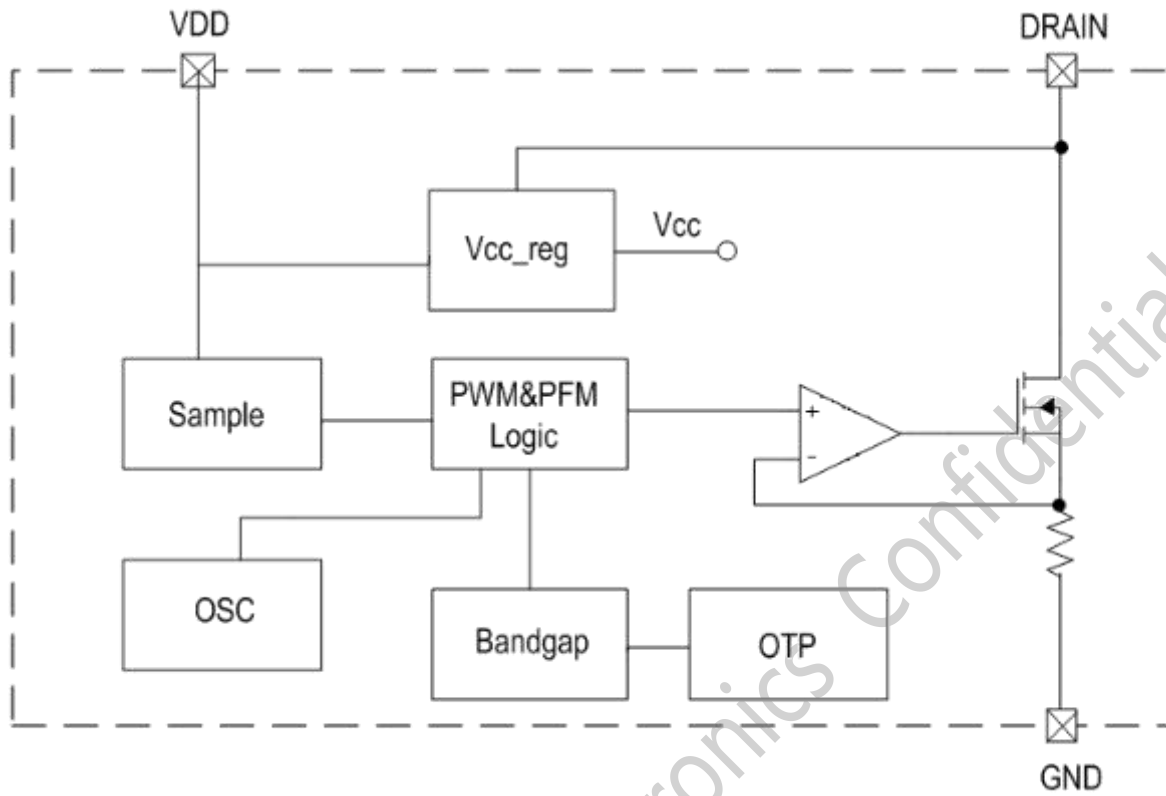 VDD
DRAIN
Vcc_reg
Vcc
Sample
PWM&PFM
Logic
+
-
OSC
Bandgap
OTP
GND
Confidential